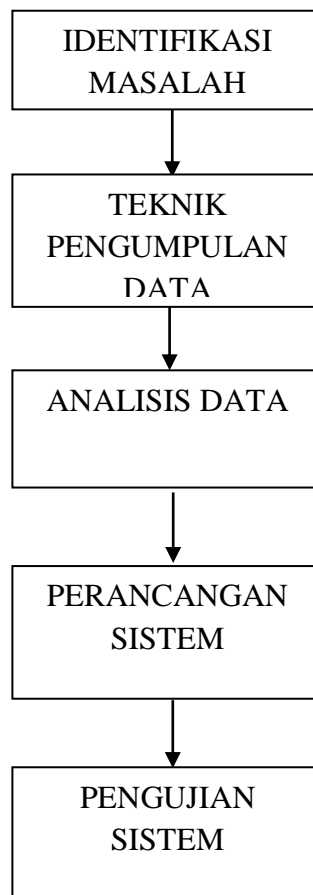 IDENTIFIKASI
MASALAH
TEKNIK
PENGUMPULAN
DATA
ANALISIS DATA
PERANCANGAN
SISTEM
PENGUJIAN
SISTEM